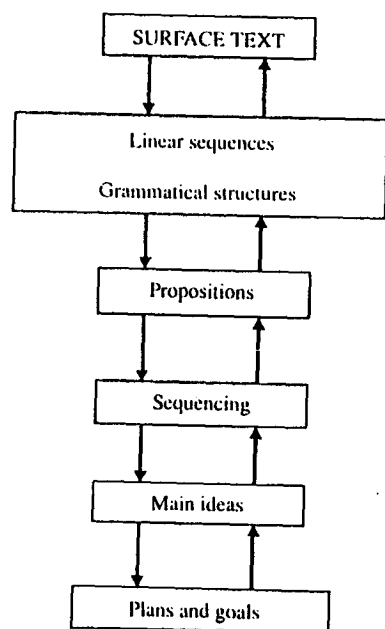 SURFACE TEXT
Linear sequences
Grammatical structures
Propositions
Sequencing
Main ideas
Plans and goals